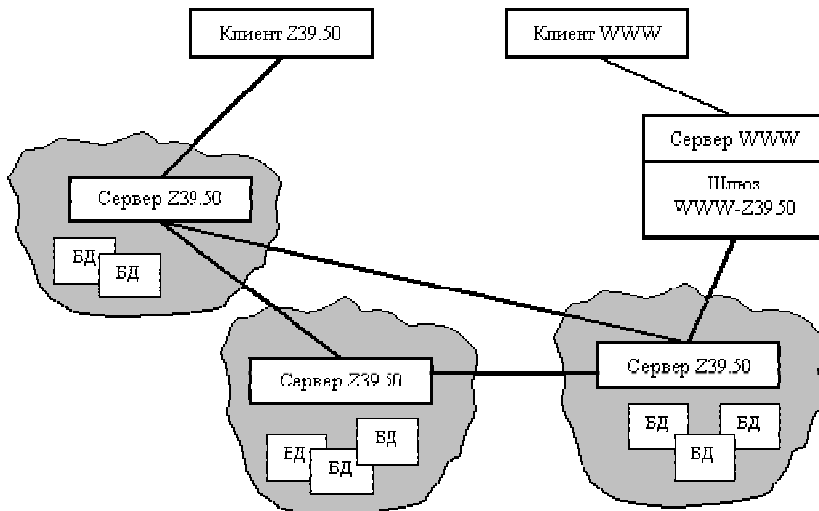 Клиент Z39.50
Клиент WWW
Сервер WWW
Шлюз
WWW-Z39.50
Сервер Z39.50
БД
БД
Сервер Z39.50
БД
БД
БД
Сервер Z39.50
БД
БД
БД